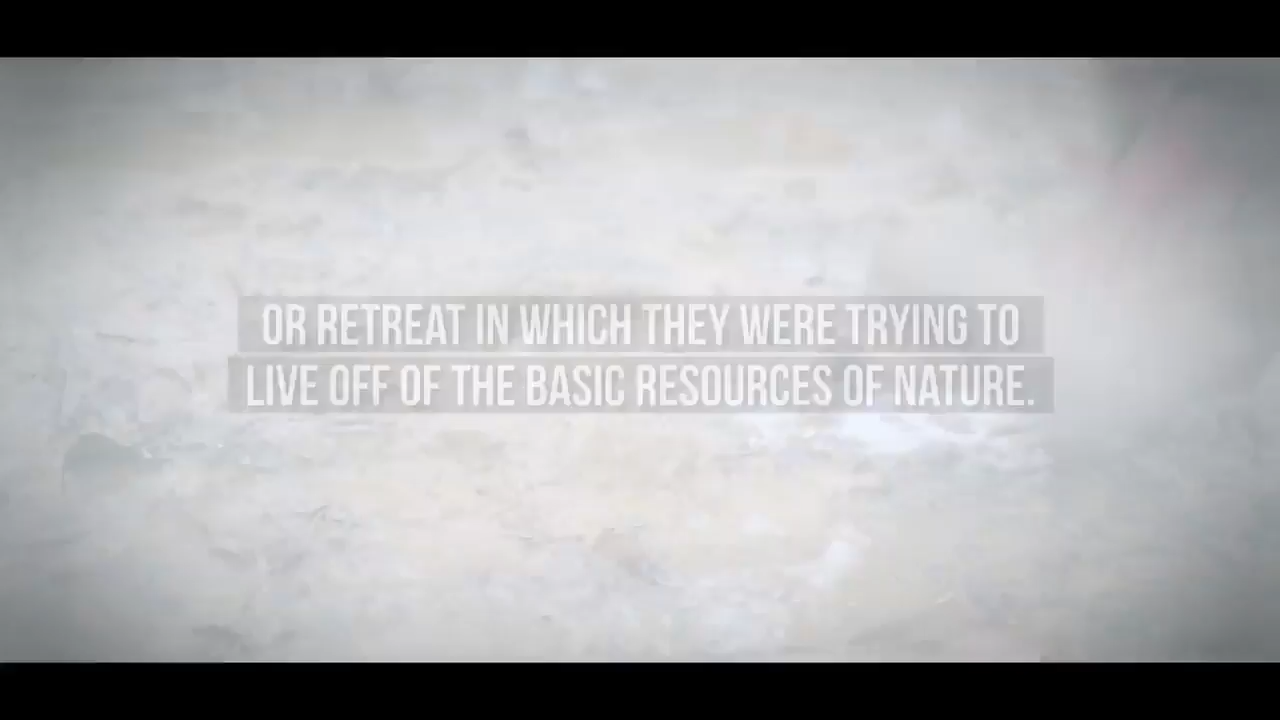 OR RETREAT IN WHICH THEY WERE TRYING TO
LIVE OFF OF THE BASIC RESOURCES OF NATURE.